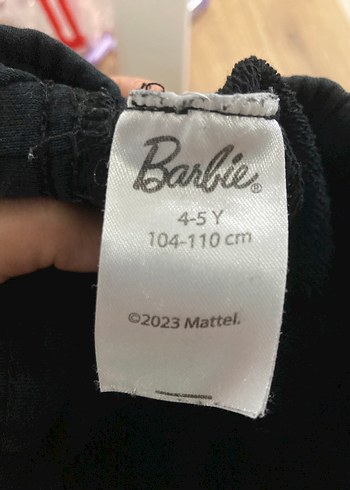 Barbie®
4-5 Y
104-110 cm
©2023 Mattel.